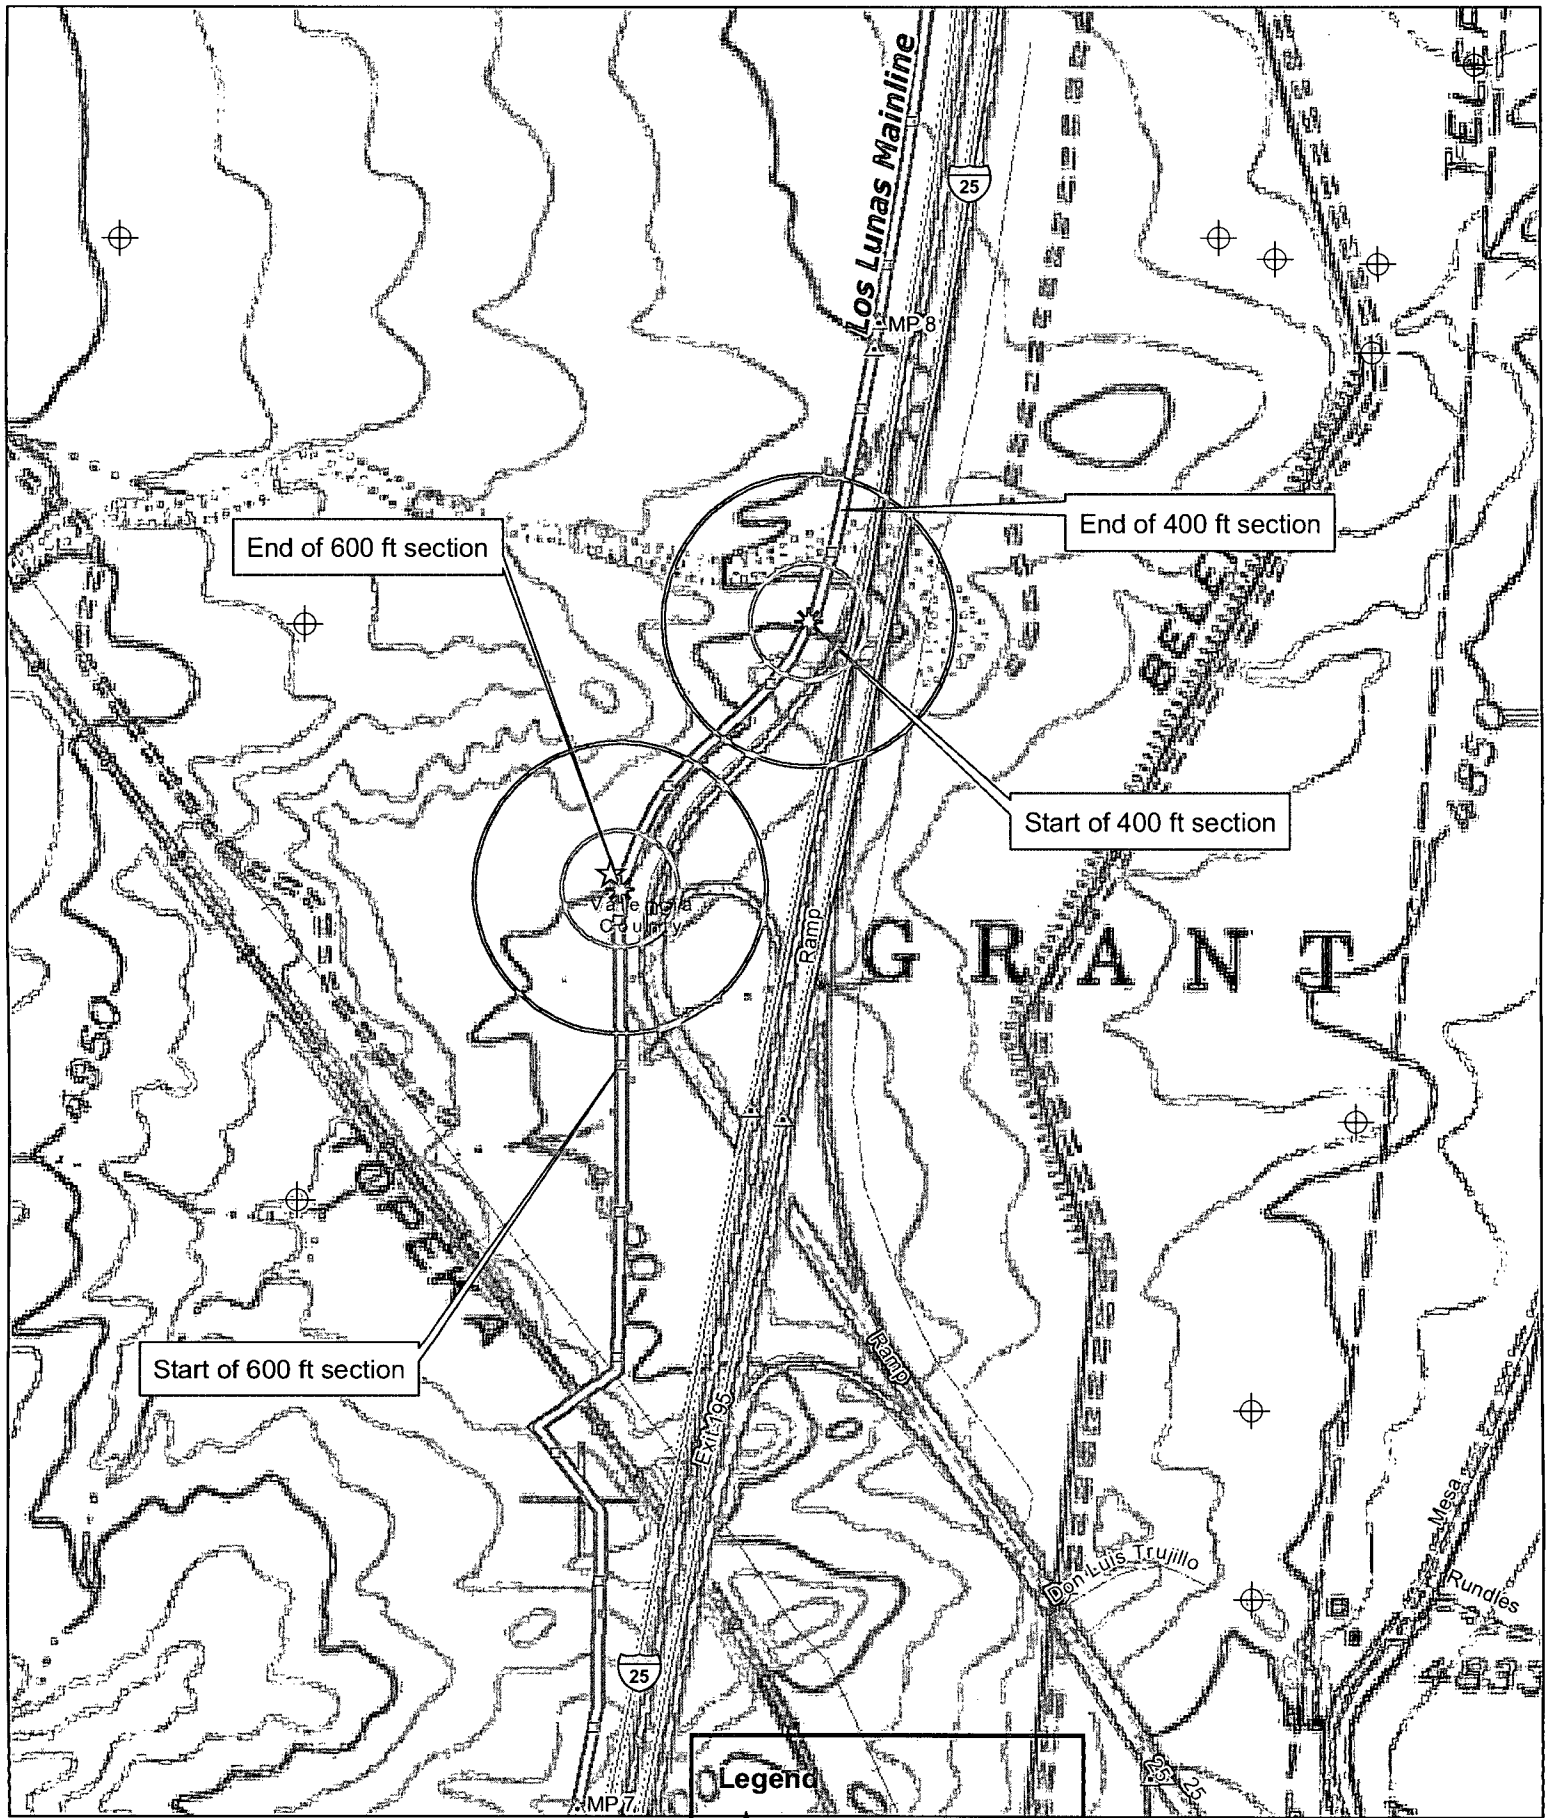 Los Lunas Mainline
25
MP 8
End of 600 ft section
End of 400 ft section
Start of 400 ft section
Valencia
County
Ramp
GRANT
Start of 600 ft section
Ramp
Exit 195
Mesa
Don Luis Trujillo
Rundles
25
25
25
Legend
MP 7